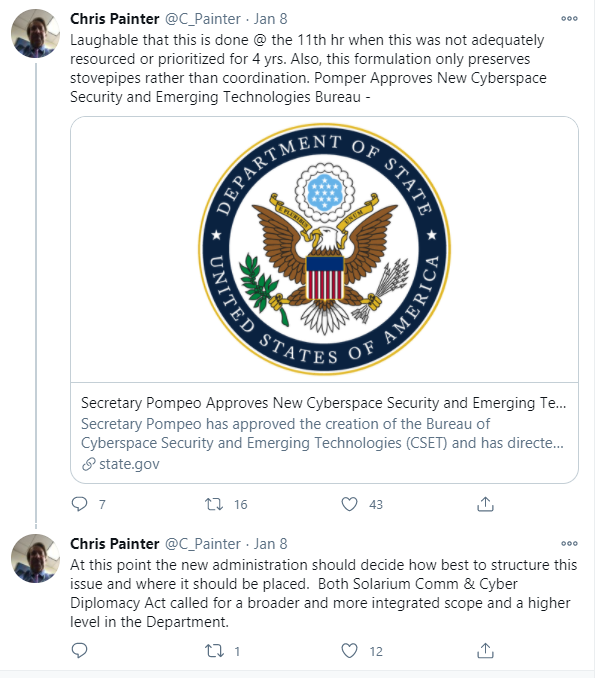 Chris Painter @C_Painter · Jan 8
Laughable that this is done @ the 11th hr when this was not adequately
resourced or prioritized for 4 yrs. Also, this formulation only preserves
stovepipes rather than coordination. Pomper Approves New Cyberspace
Security and Emerging Technologies Bureau -
DEPARTMENT OF STATE
E PLURIBUS UNUM
UNITED STATES OF AMERICA
Secretary Pompeo Approves New Cyberspace Security and Emerging Te...
Secretary Pompeo has approved the creation of the Bureau of
Cyberspace Security and Emerging Technologies (CSET) and has directe...
state.gov
7 16 43
Chris Painter @C_Painter · Jan 8
At this point the new administration should decide how best to structure this
issue and where it should be placed.  Both Solarium Comm & Cyber
Diplomacy Act called for a broader and more integrated scope and a higher
level in the Department.
1 12